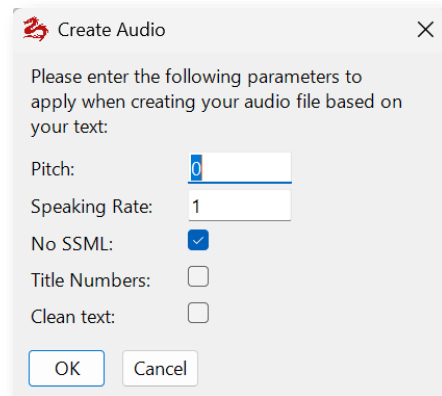 Create Audio
Please enter the following parameters to
apply when creating your audio file based on
your text:
Pitch: 0
Speaking Rate: 1
No SSML:
Title Numbers:
Clean text:
OK Cancel